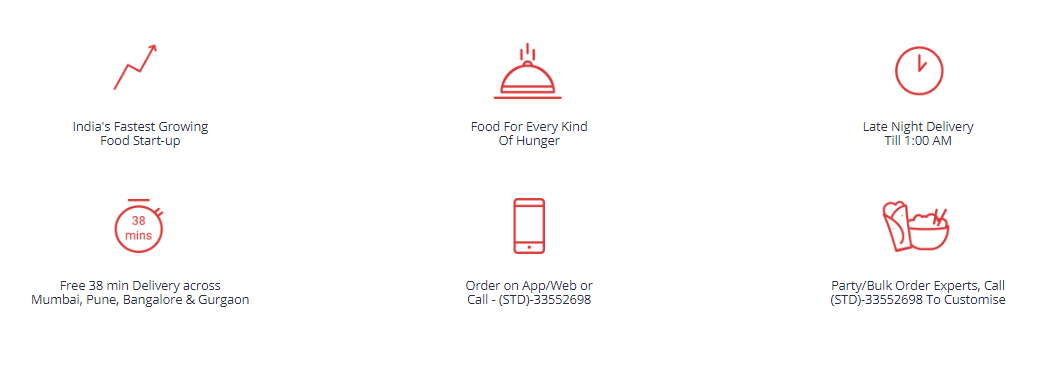 India's Fastest Growing
Food Start-up
Food For Every Kind
Of Hunger
Late Night Delivery
Till 1:00 AM
38
mins
Free 38 min Delivery across
Mumbai, Pune, Bangalore & Gurgaon
Order on App/Web or
Call - (STD)-33552698
Party/Bulk Order Experts, Call
(STD)-33552698 To Customise